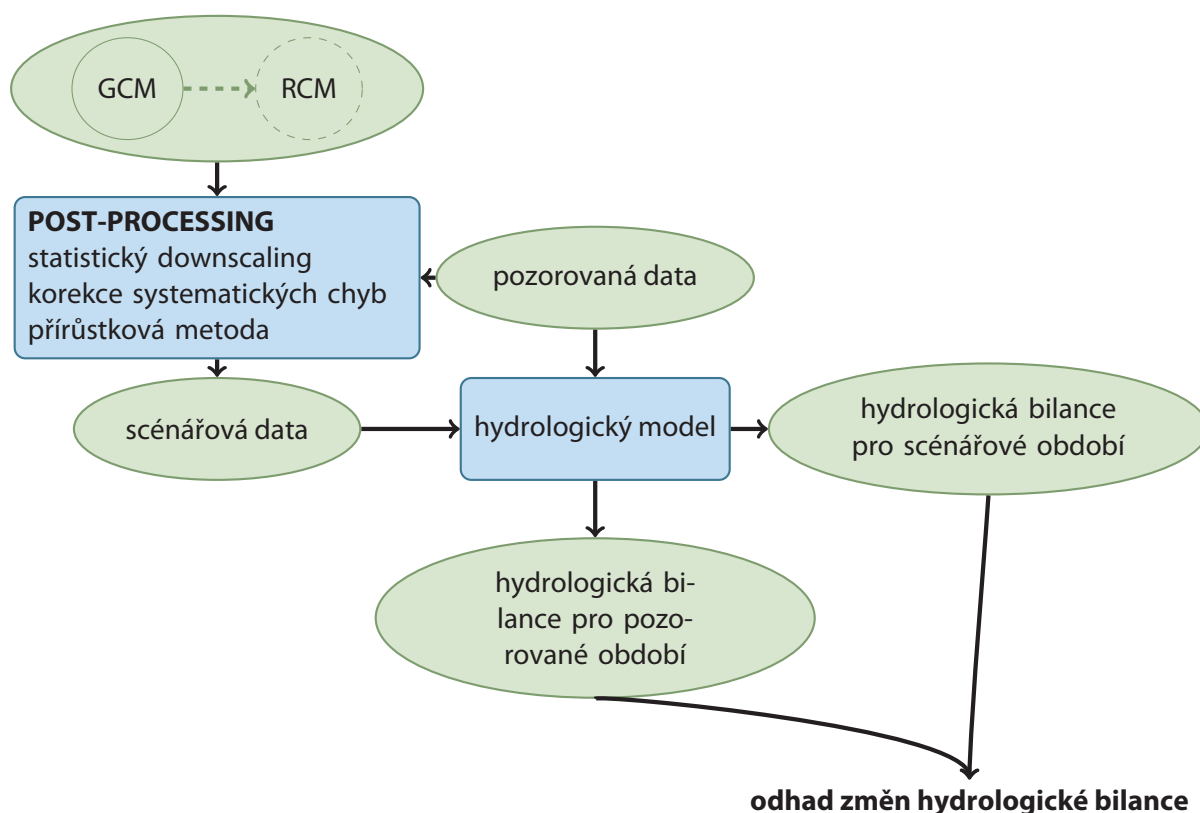 GCM
RCM
POST-PROCESSING
statistický downscaling
korekce systematických chyb
přírůstková metoda
pozorovaná data
scénářová data
hydrologický model
hydrologická bilance
pro scénářové období
hydrologická bi-
lance pro pozo-
rované období
odhad změn hydrologické bilance